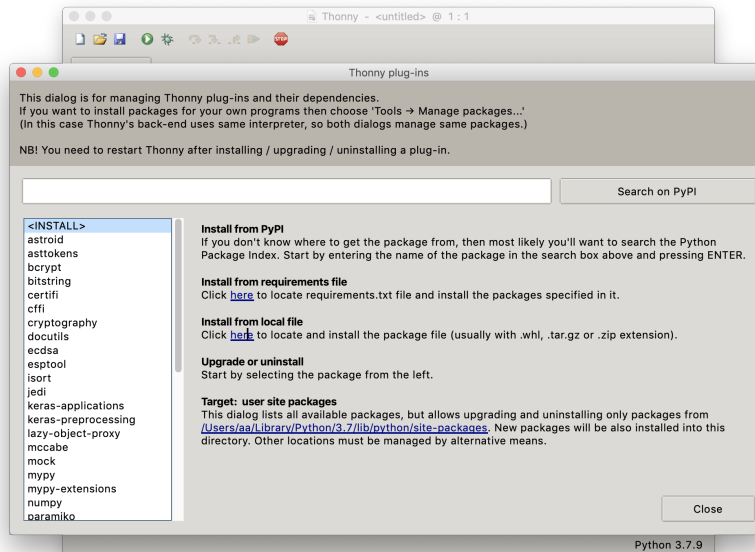 Thonny - <untitled> @ 1 : 1
STOP
Thonny plug-ins
This dialog is for managing Thonny plug-ins and their dependencies.
If you want to install packages for your own programs then choose 'Tools → Manage packages...'
(In this case Thonny's back-end uses same interpreter, so both dialogs manage same packages.)
NB! You need to restart Thonny after installing / upgrading / uninstalling a plug-in.
Search on PyPI
<INSTALL>
astroid
asttokens
bcrypt
bitstring
certifi
cffi
cryptography
docutils
ecdsa
esptool
isort
jedi
keras-applications
keras-preprocessing
lazy-object-proxy
mccabe
mock
mypy
mypy-extensions
numpy
paramiko
Install from PyPI
If you don't know where to get the package from, then most likely you'll want to search the Python
Package Index. Start by entering the name of the package in the search box above and pressing ENTER.
Install from requirements file
Click here to locate requirements.txt file and install the packages specified in it.
Install from local file
Click here to locate and install the package file (usually with .whl, .tar.gz or .zip extension).
Upgrade or uninstall
Start by selecting the package from the left.
Target: user site packages
This dialog lists all available packages, but allows upgrading and uninstalling only packages from
/Users/aa/Library/Python/3.7/lib/python/site-packages. New packages will be also installed into this
directory. Other locations must be managed by alternative means.
Close
Python 3.7.9